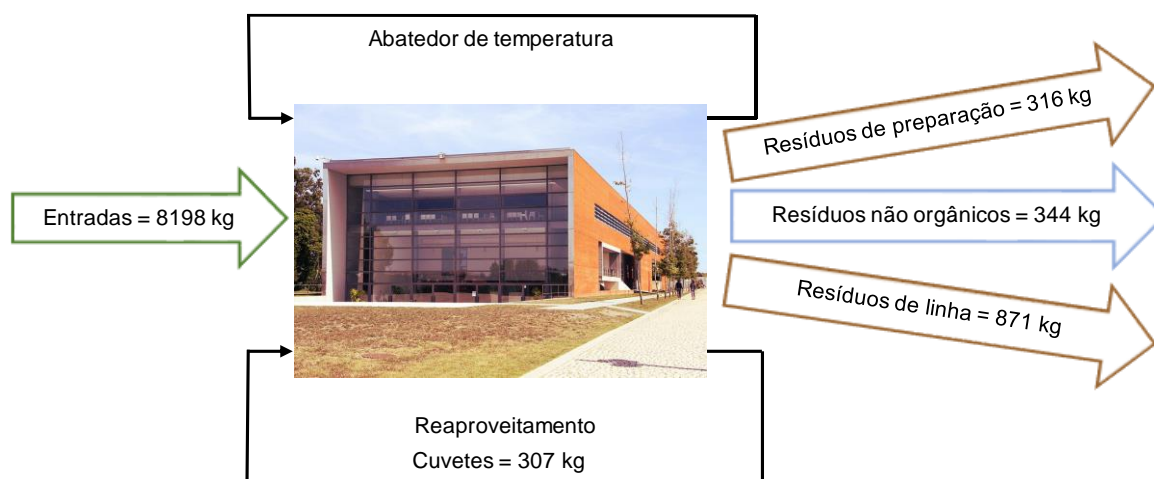 Abatedor de temperatura
Entradas = 8198 kg
Resíduos de preparação = 316 kg
Resíduos não orgânicos = 344 kg
Resíduos de linha = 871 kg
Reaproveitamento
Cuvetes = 307 kg